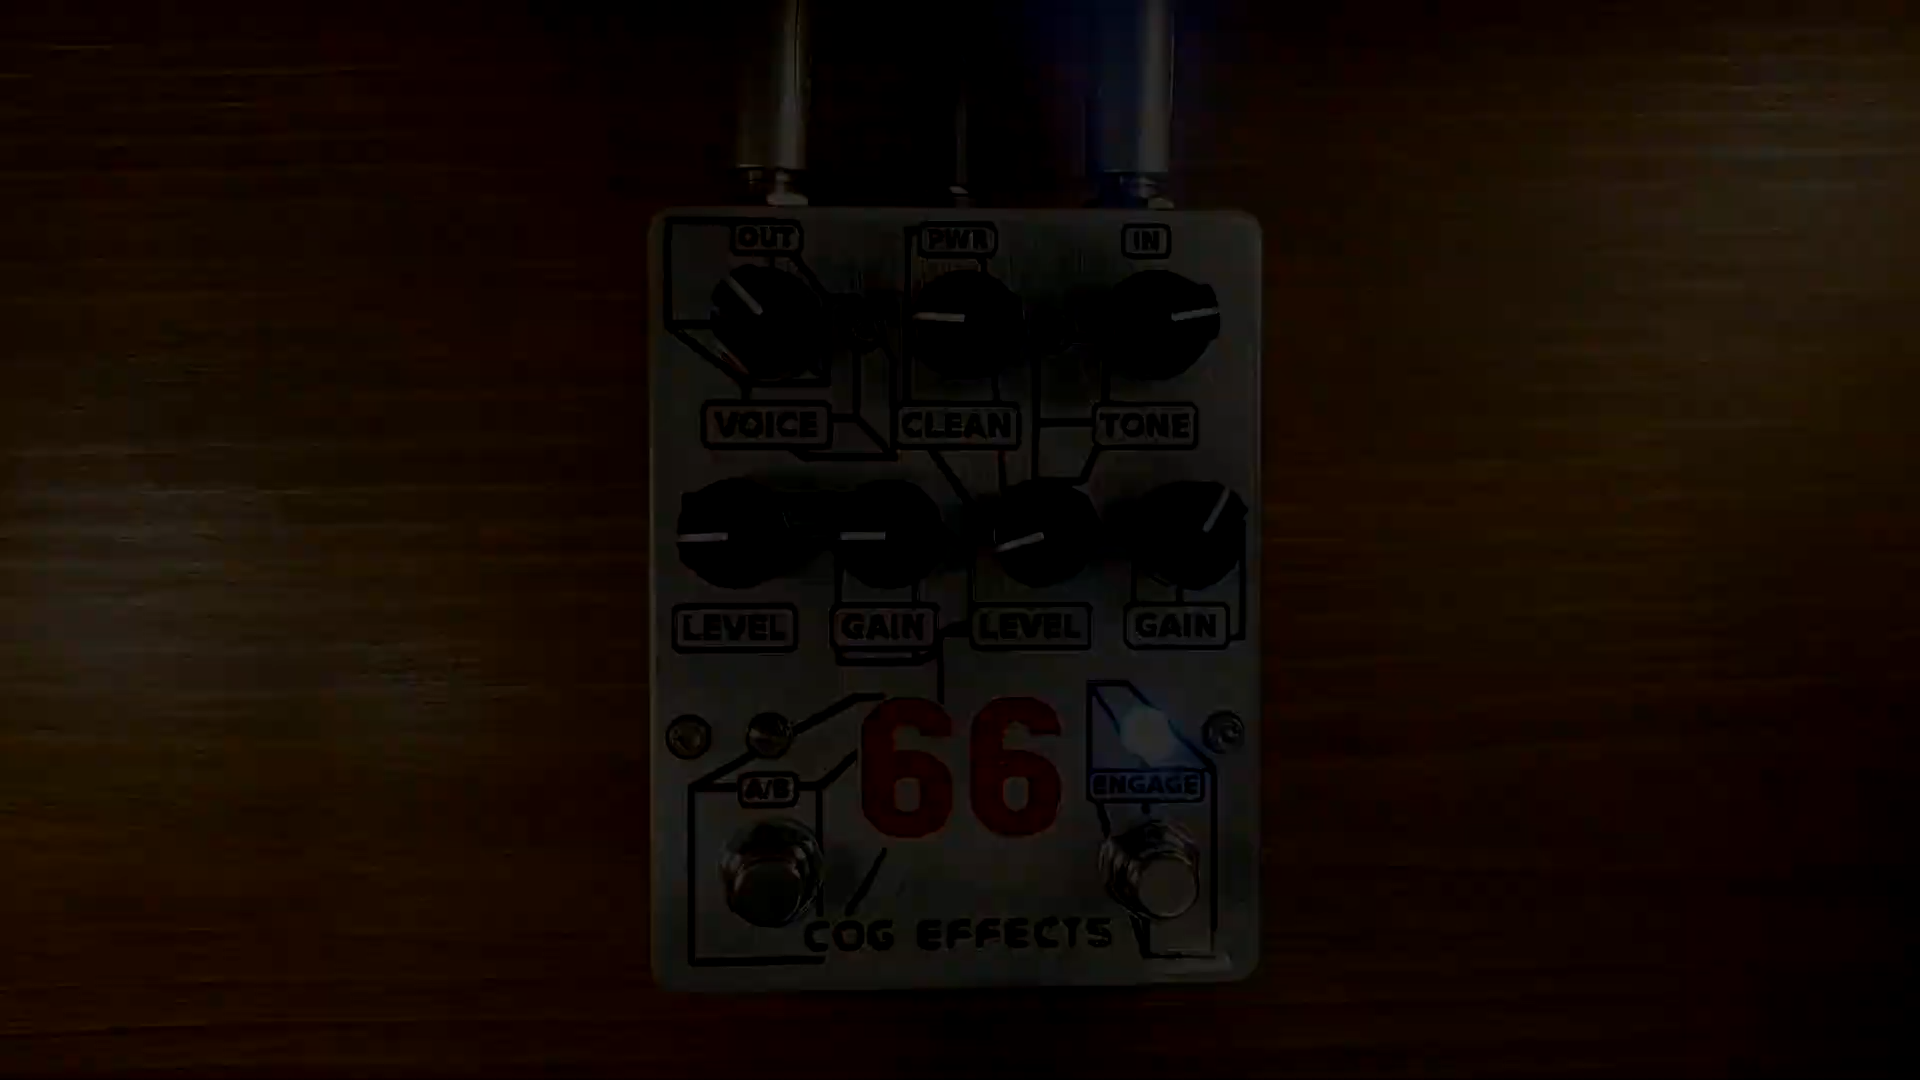 OUT PWR IN
VOICE CLEAN TONE
LEVEL GAIN LEVEL GAIN
66
A/B ENGAGE
COG EFFECTS